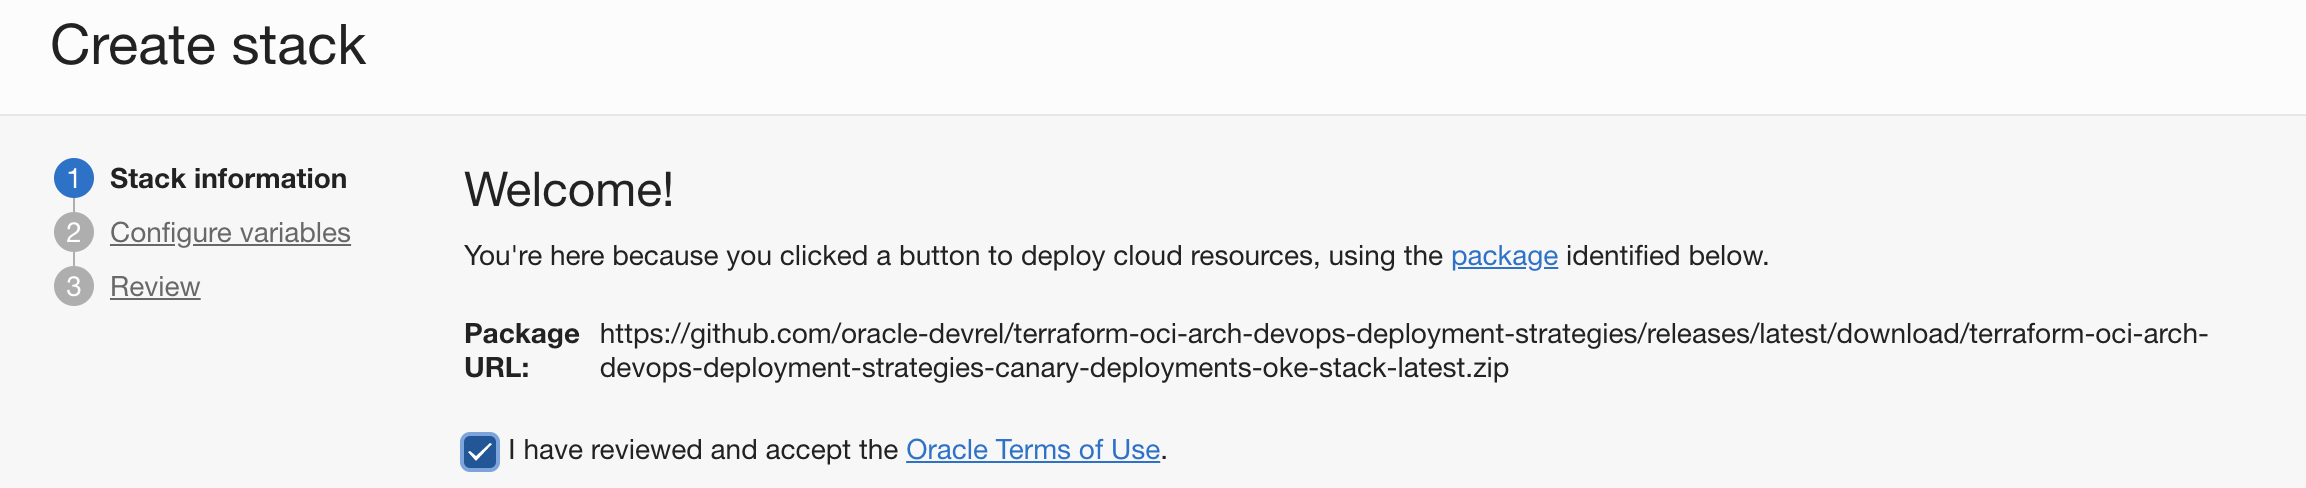 Create stack
1 Stack information
2 Configure variables
3 Review
Welcome!
You're here because you clicked a button to deploy cloud resources, using the package identified below.
Package URL:
https://github.com/oracle-devrel/terraform-oci-arch-devops-deployment-strategies/releases/latest/download/terraform-oci-arch-
devops-deployment-strategies-canary-deployments-oke-stack-latest.zip
I have reviewed and accept the Oracle Terms of Use.